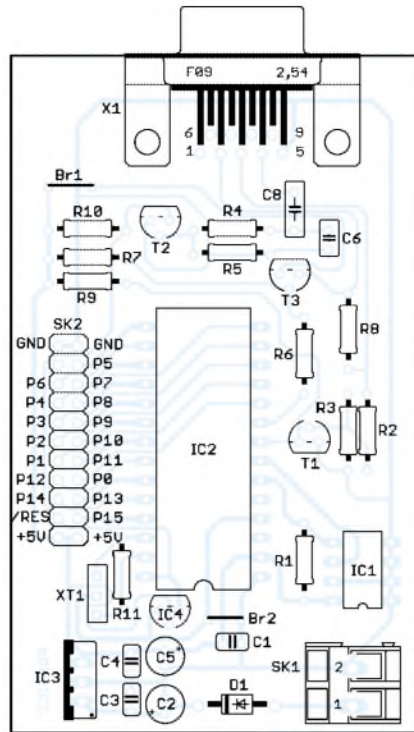 F09 2,54
X1
6 9
1 5
Br1
C8
R10
R4
T2
C6
R7
R5
R9
T3
SK2
R8
GND GND
P5
R6
P6 P7
P4 P8
P3 P9
R3
R2
P2 P10
IC2
P1 P11
T1
P12 P0
P14 P13
/RES P15
+5V +5V
R1
IC1
XT1
R11
IC4
Br2
C1
C4
C5
SK1
2
IC3
D1
C3
C2
1